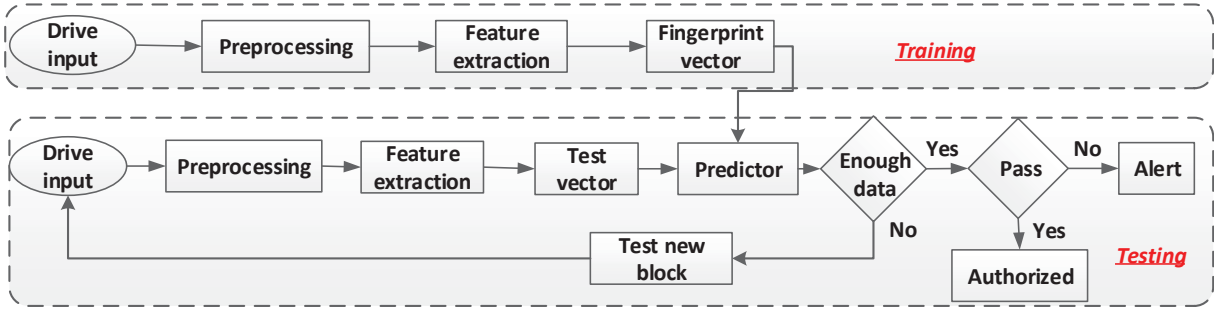 Drive
input
Preprocessing
Feature
extraction
Fingerprint
vector
Training
Drive
input
Preprocessing
Feature
extraction
Test
vector
Predictor
Enough
data
Yes
Pass
No
Alert
No
Yes
Test new
block
Authorized
Testing